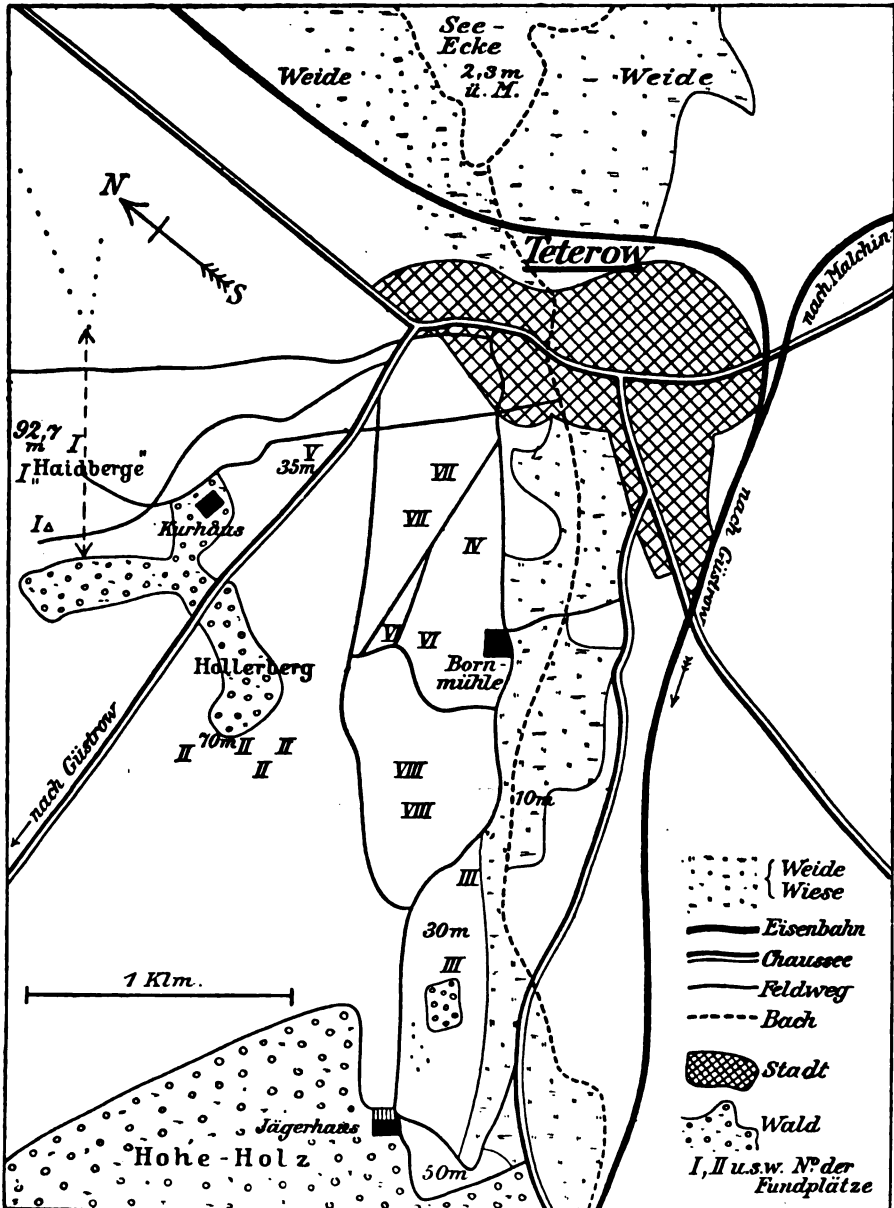 See-
Ecke
2,3 m
ü. M.
Weide
Weide
N
S
Teterow
nach Malchin.
92,7
m
I
I
"Haidberge"
I
Kurhaus
V
35m
VII
VII
IV
VI
VI
Born-
mühle
nach Güstrow
Hollerberg
II
70m
II
II
II
nach Güstrow
VIII
VIII
10m
III
30m
III
1 Klm.
Jägerhaus
Hohe-Holz
50m
Weide
Wiese
Eisenbahn
Chaussee
Feldweg
Bach
Stadt
Wald
I, II u.s.w. No. der
Fundplätze